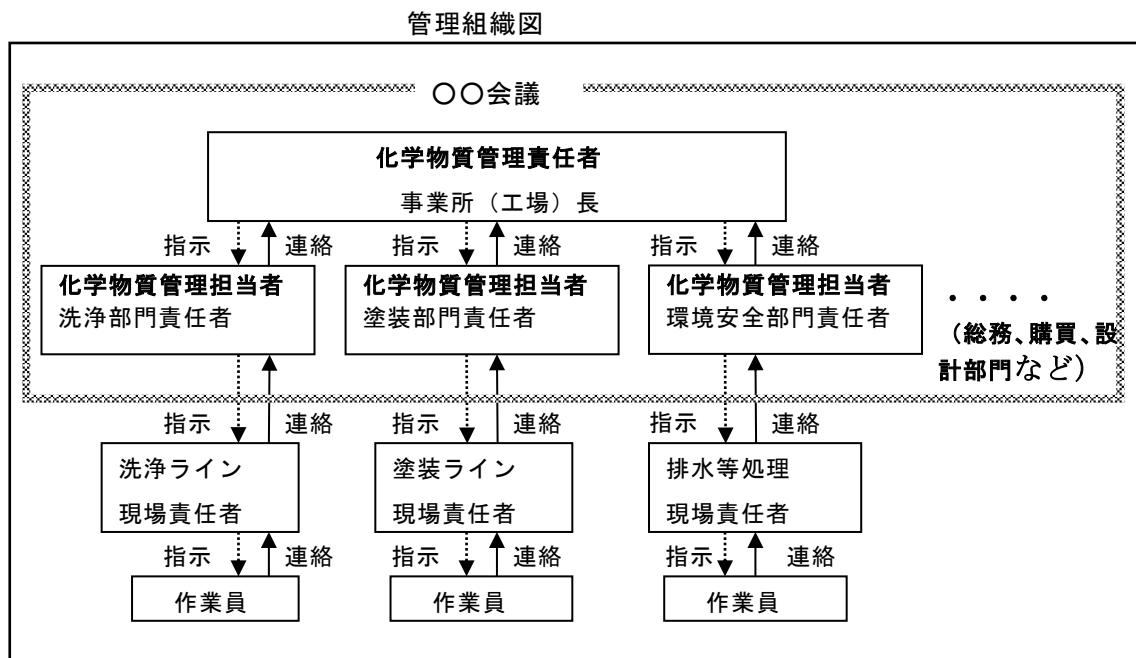 管理組織図
〇〇会議
化学物質管理責任者
事業所（工場）長
指示 連絡 指示 連絡 指示 連絡
化学物質管理担当者
洗浄部門責任者
化学物質管理担当者
塗装部門責任者
化学物質管理担当者
環境安全部門責任者
・・・・
（総務、購買、設
計部門など）
指示 連絡 指示 連絡 指示 連絡
洗浄ライン
現場責任者
塗装ライン
現場責任者
排水等処理
現場責任者
指示 連絡 指示 連絡 指示 連絡
作業員
作業員
作業員